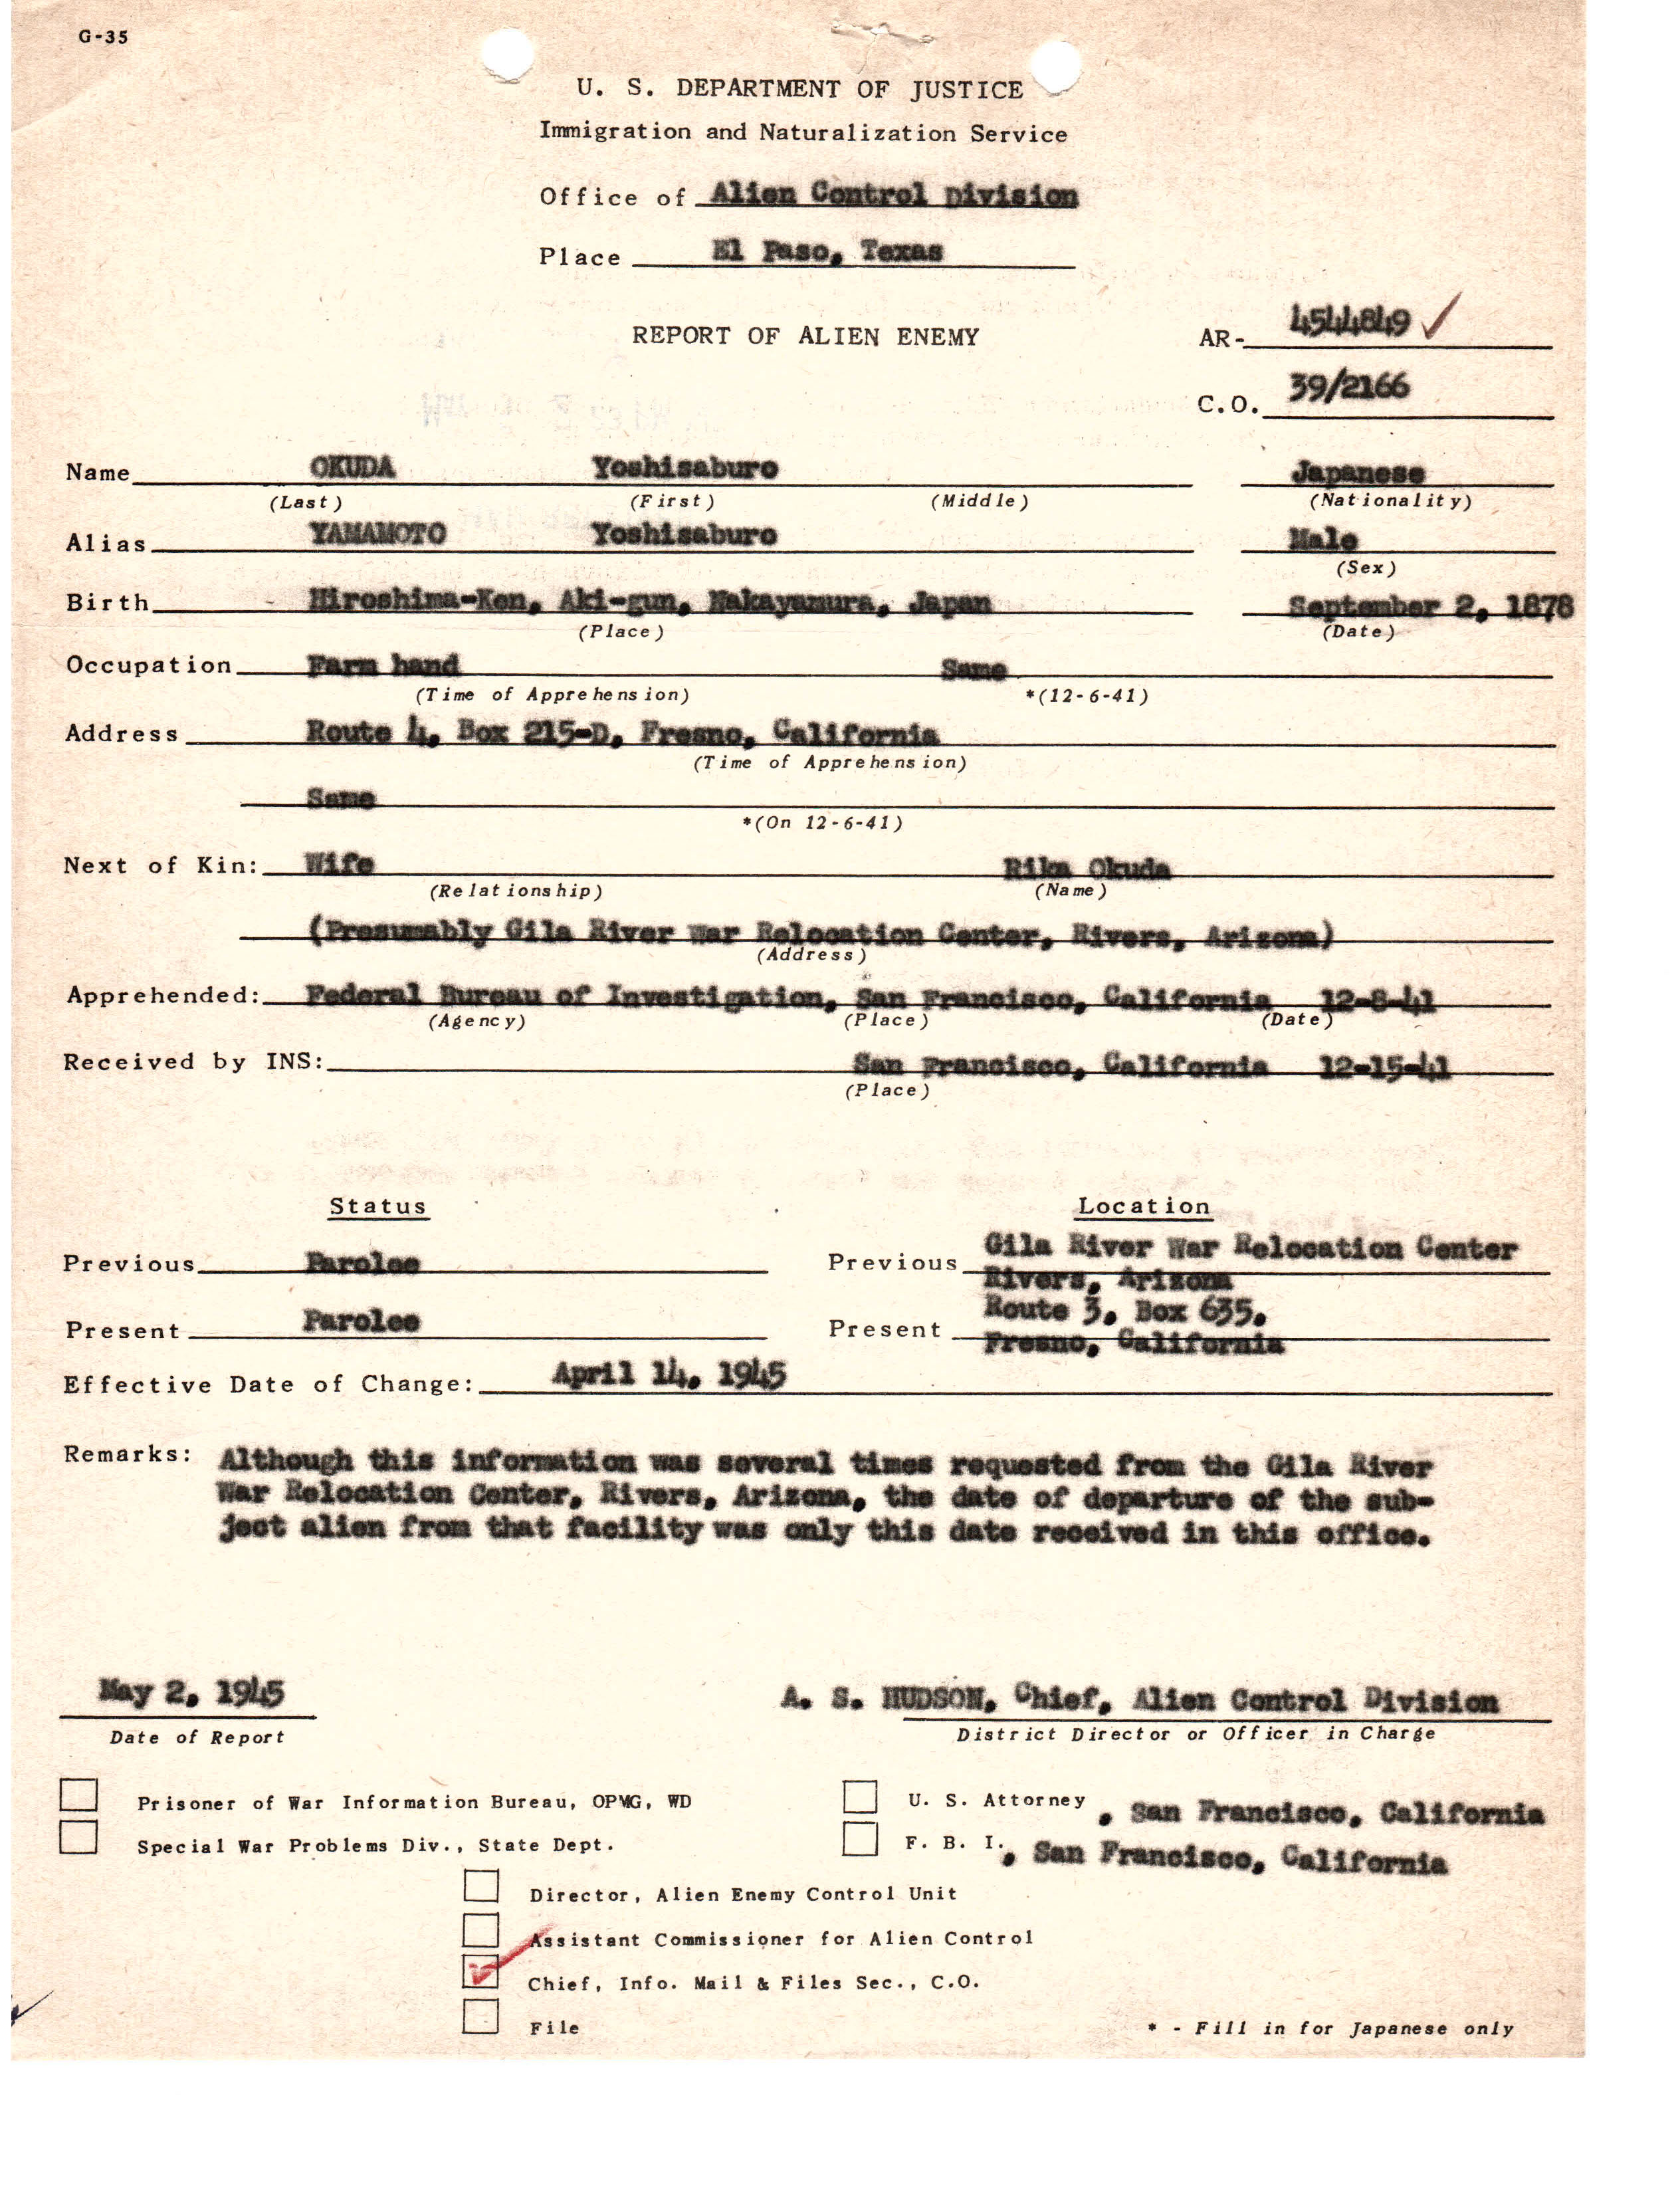 G-35
U. S. DEPARTMENT OF JUSTICE
Immigration and Naturalization Service
Office of Alien Control Division
Place El Paso, Texas
REPORT OF ALIEN ENEMY
AR- 4544849 ✓
C.O. 39/2166
Name OKUDA Yoshisaburo Japanese
(Last) (First) (Middle) (Nationality)
Alias YAMAMOTO Yoshisaburo Male
(Sex)
Birth Hiroshima-Ken, Aki-gun, Nakayamura, Japan September 2, 1878
(Place) (Date)
Occupation Farm hand Same
(Time of Apprehension) *(12-6-41)
Address Route 4, Box 215-D, Fresno, California
(Time of Apprehension)
Same
*(On 12-6-41)
Next of Kin: Wife Rika Okuda
(Relationship) (Name)
(Presumably Gila River War Relocation Center, Rivers, Arizona)
(Address)
Apprehended: Federal Bureau of Investigation, San Francisco, California 12-8-41
(Agency) (Place) (Date)
Received by INS: San Francisco, California 12-15-41
(Place)
Status Location
Previous Parolee Previous Gila River War Relocation Center
Rivers, Arizona
Present Parolee Present Route 3, Box 635,
Fresno, California
Effective Date of Change: April 14, 1945
Remarks: Although this information was several times requested from the Gila River
War Relocation Center, Rivers, Arizona, the date of departure of the sub-
ject alien from that facility was only this date received in this office.
May 2, 1945 A. S. HUDSON, Chief, Alien Control Division
Date of Report District Director or Officer in Charge
Prisoner of War Information Bureau, OPMG, WD U. S. Attorney, San Francisco, California
Special War Problems Div., State Dept. F. B. I., San Francisco, California
Director, Alien Enemy Control Unit
Assistant Commissioner for Alien Control
Chief, Info. Mail & Files Sec., C.O.
File * - Fill in for Japanese only